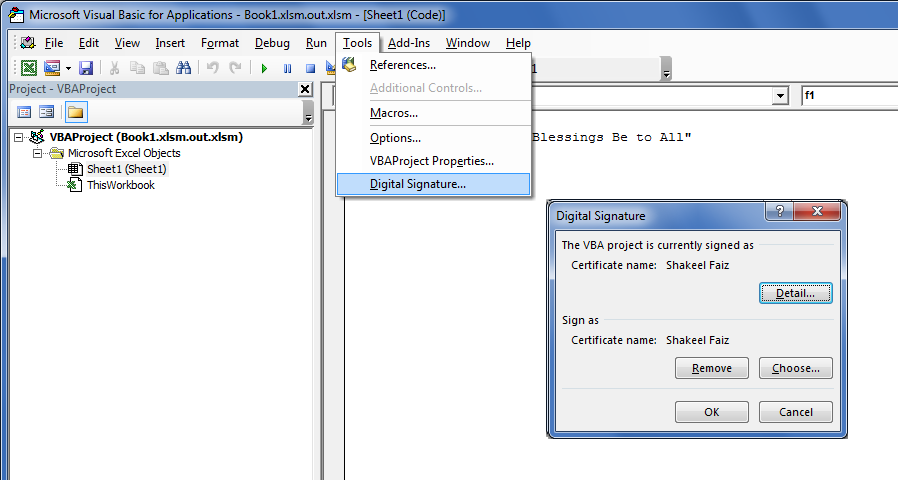 Microsoft Visual Basic for Applications - Book1.xlsm.out.xlsm - [Sheet1 (Code)]
File Edit View Insert Format Debug Run Tools Add-Ins Window Help
Project - VBAProject
VBAProject (Book1.xlsm.out.xlsm)
Microsoft Excel Objects
Sheet1 (Sheet1)
ThisWorkbook
References...
Additional Controls...
Macros...
Options...
VBAProject Properties...
Digital Signature...
1
f1
Blessings Be to All"
Digital Signature
The VBA project is currently signed as
Certificate name: Shakeel Faiz
Detail...
Sign as
Certificate name: Shakeel Faiz
Remove Choose...
OK Cancel